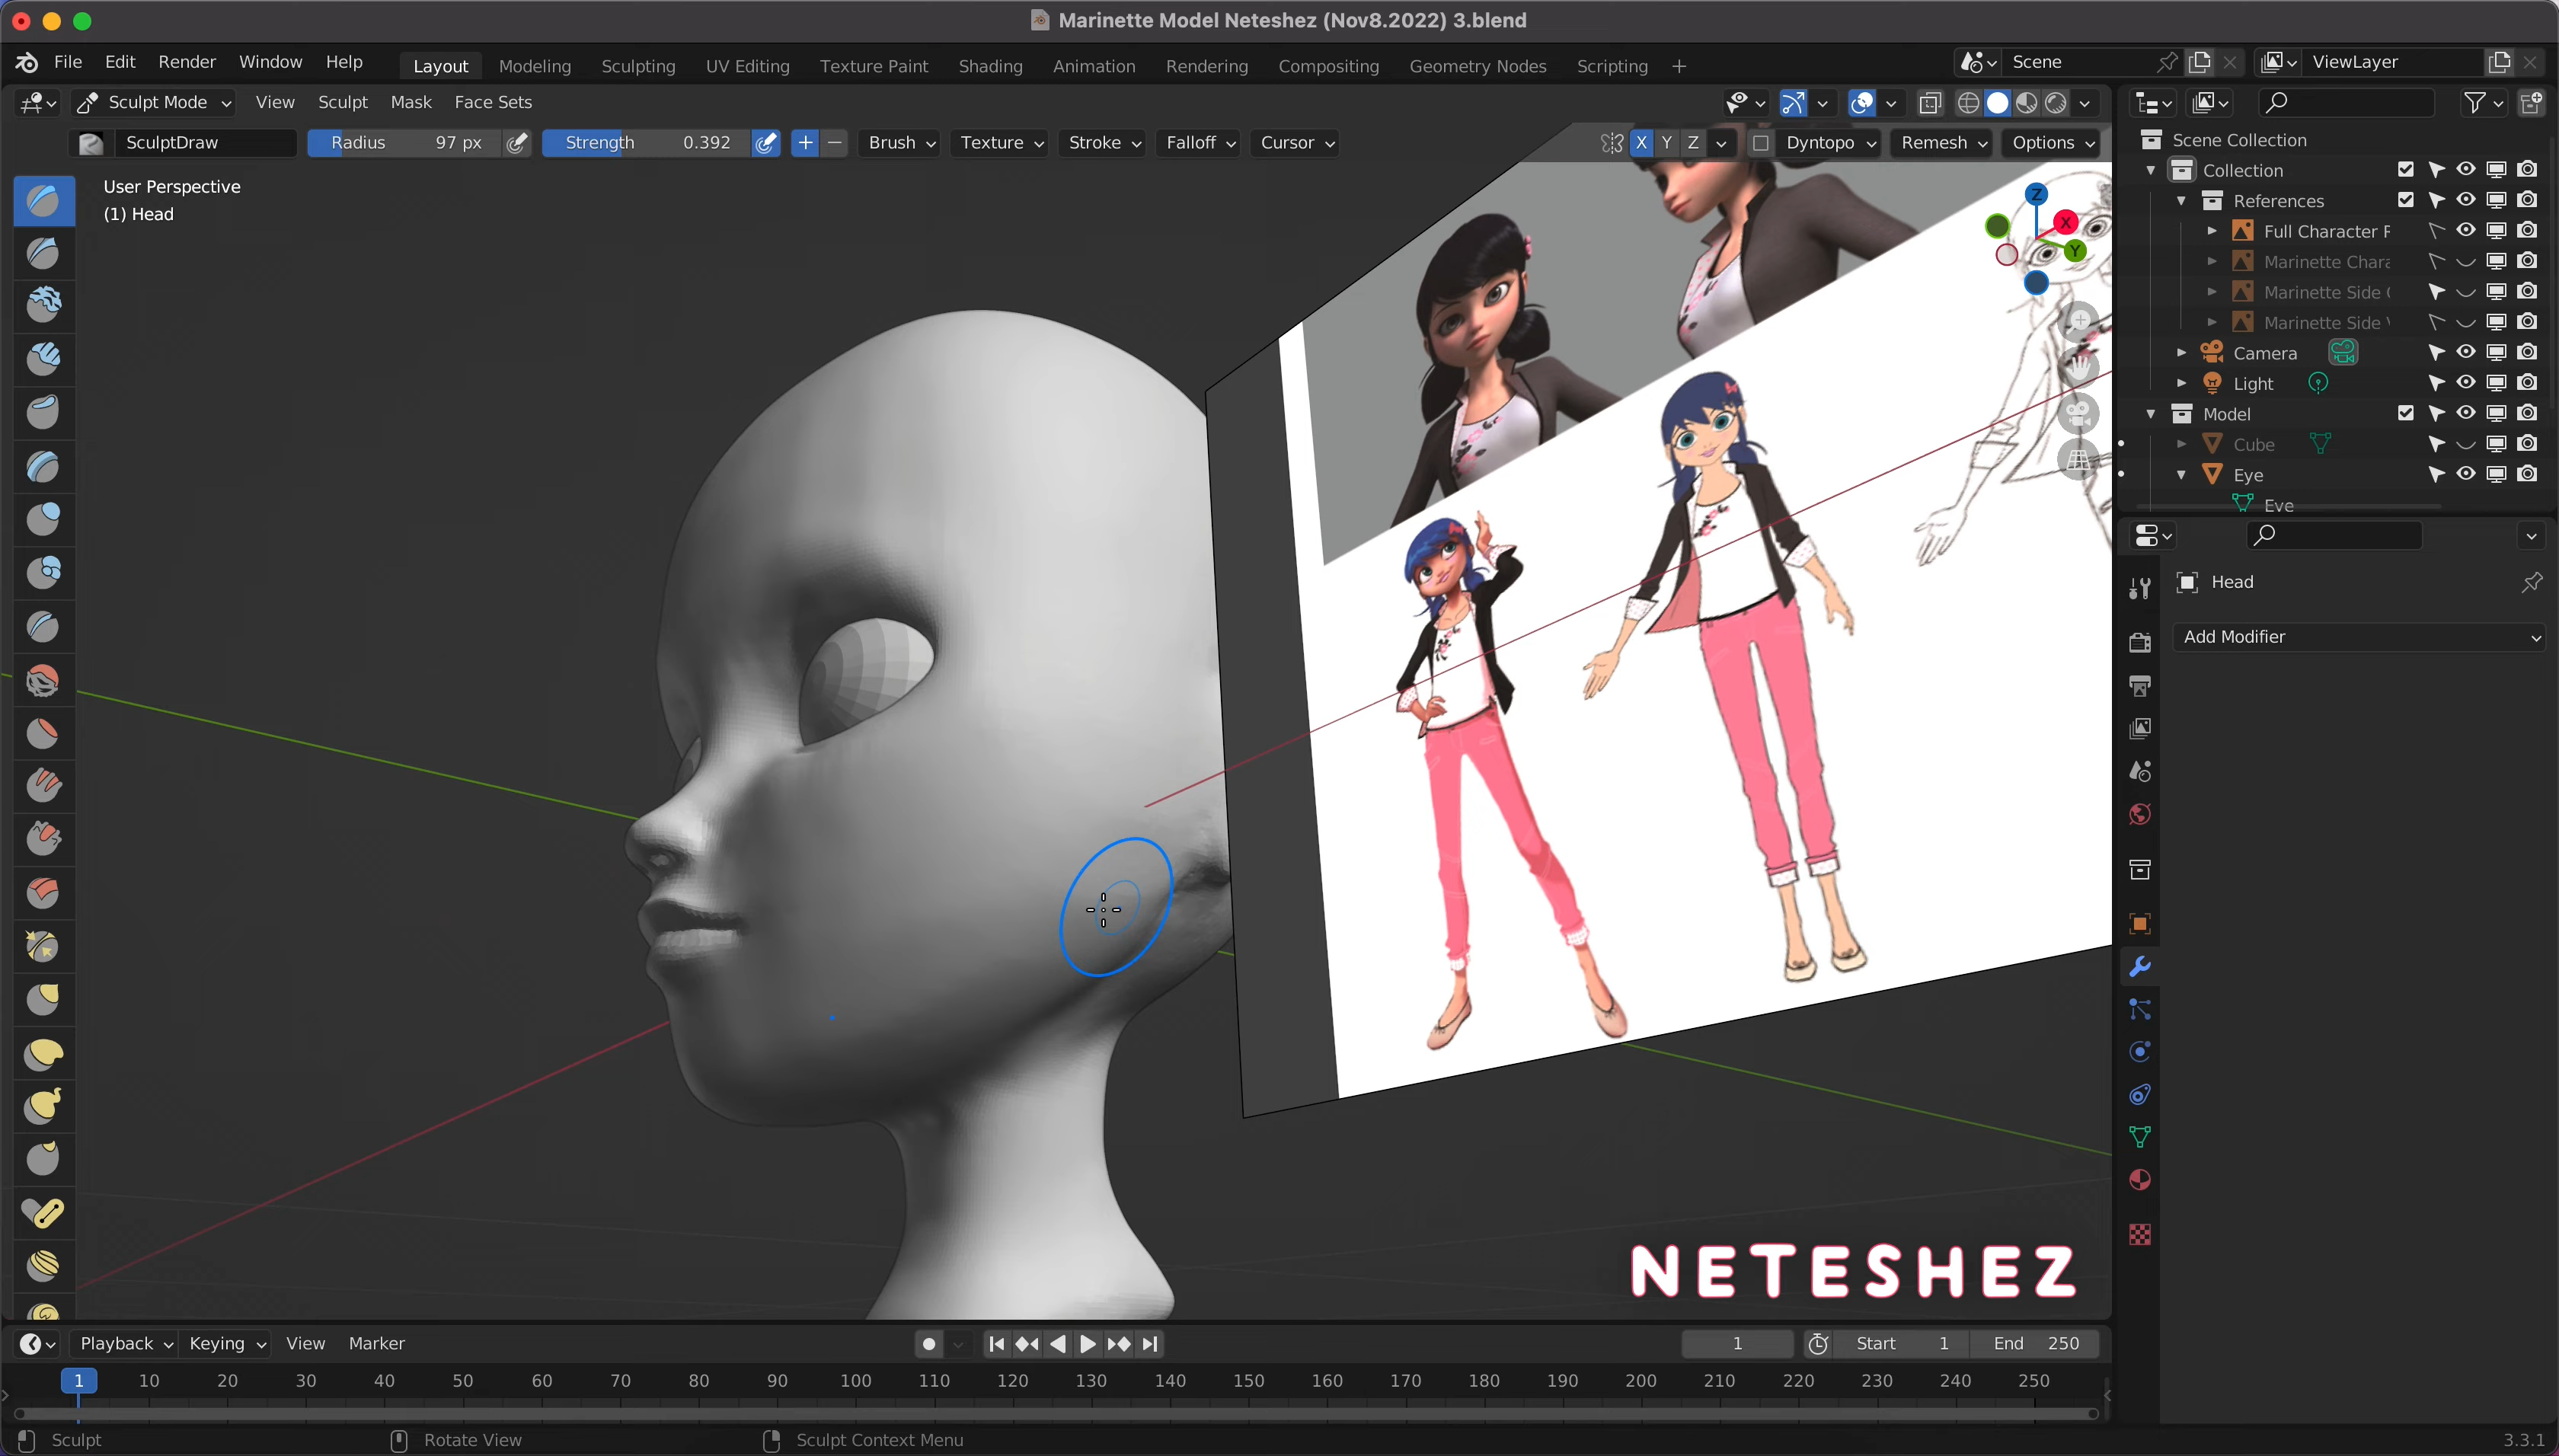 Marinette Model Neteshez (Nov8.2022) 3.blend
File Edit Render Window Help Layout Modeling Sculpting UV Editing Texture Paint Shading Animation Rendering Compositing Geometry Nodes Scripting + Scene ViewLayer
Sculpt Mode View Sculpt Mask Face Sets
SculptDraw Radius 97 px Strength 0.392 Brush Texture Stroke Falloff Cursor X Y Z Dyntopo Remesh Options
User Perspective
(1) Head
Z
X
Y
Scene Collection
Collection
References
Full Character F
Marinette Chara
Marinette Side
Marinette Side
Camera
Light
Model
Cube
Eye
Eye
Head
Add Modifier
NETESHEZ
Playback Keying View Marker 1 Start 1 End 250
1 10 20 30 40 50 60 70 80 90 100 110 120 130 140 150 160 170 180 190 200 210 220 230 240 250
Sculpt Rotate View Sculpt Context Menu 3.3.1